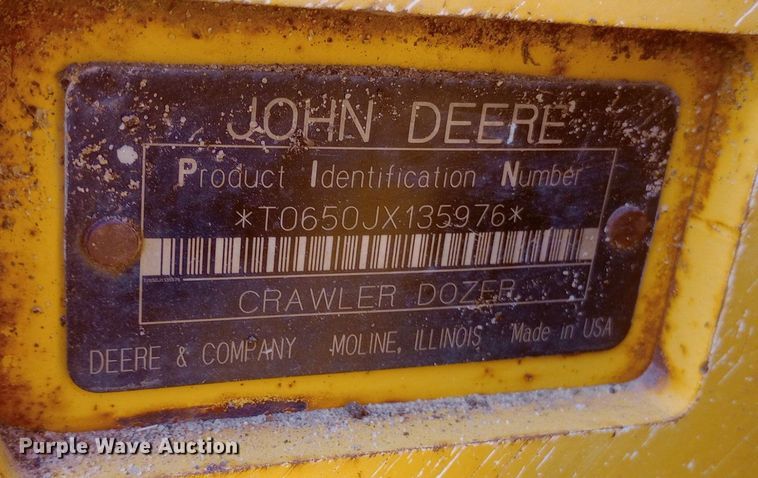 JOHN DEERE
Product Identification Number
*T0650JX135976*
CRAWLER DOZER
DEERE & COMPANY MOLINE, ILLINOIS Made in USA
Purple Wave Auction